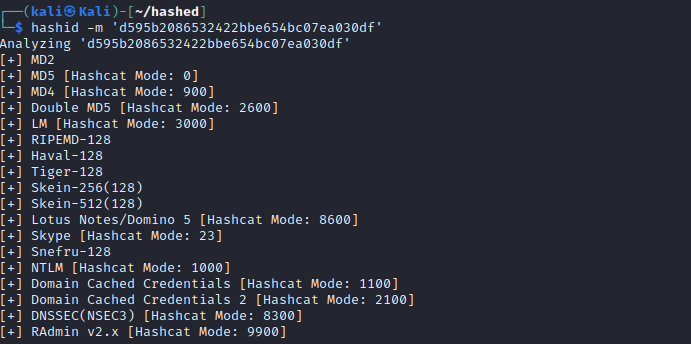 ┌──(kali㉿Kali)-[~/hashed]
└─$ hashid -m 'd595b2086532422bbe654bc07ea030df'
Analyzing 'd595b2086532422bbe654bc07ea030df'
[+] MD2
[+] MD5 [Hashcat Mode: 0]
[+] MD4 [Hashcat Mode: 900]
[+] Double MD5 [Hashcat Mode: 2600]
[+] LM [Hashcat Mode: 3000]
[+] RIPEMD-128
[+] Haval-128
[+] Tiger-128
[+] Skein-256(128)
[+] Skein-512(128)
[+] Lotus Notes/Domino 5 [Hashcat Mode: 8600]
[+] Skype [Hashcat Mode: 23]
[+] Snefru-128
[+] NTLM [Hashcat Mode: 1000]
[+] Domain Cached Credentials [Hashcat Mode: 1100]
[+] Domain Cached Credentials 2 [Hashcat Mode: 2100]
[+] DNSSEC(NSEC3) [Hashcat Mode: 8300]
[+] RAdmin v2.x [Hashcat Mode: 9900]